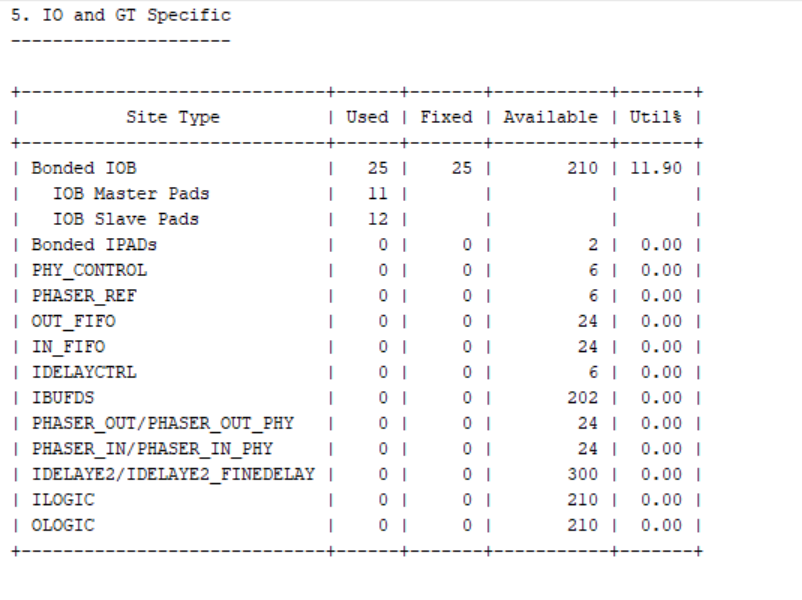 5. IO and GT Specific
---------------------
+-----------------------------+------+-------+-----------+-------+
|          Site Type          | Used | Fixed | Available | Util% |
+-----------------------------+------+-------+-----------+-------+
| Bonded IOB                  |   25 |    25 |       210 | 11.90 |
|   IOB Master Pads           |   11 |       |           |       |
|   IOB Slave Pads            |   12 |       |           |       |
| Bonded IPADs                |    0 |     0 |         2 |  0.00 |
| PHY_CONTROL                 |    0 |     0 |         6 |  0.00 |
| PHASER_REF                  |    0 |     0 |         6 |  0.00 |
| OUT_FIFO                    |    0 |     0 |        24 |  0.00 |
| IN_FIFO                     |    0 |     0 |        24 |  0.00 |
| IDELAYCTRL                  |    0 |     0 |         6 |  0.00 |
| IBUFDS                      |    0 |     0 |       202 |  0.00 |
| PHASER_OUT/PHASER_OUT_PHY   |    0 |     0 |        24 |  0.00 |
| PHASER_IN/PHASER_IN_PHY     |    0 |     0 |        24 |  0.00 |
| IDELAYE2/IDELAYE2_FINEDELAY |    0 |     0 |       300 |  0.00 |
| ILOGIC                      |    0 |     0 |       210 |  0.00 |
| OLOGIC                      |    0 |     0 |       210 |  0.00 |
+-----------------------------+------+-------+-----------+-------+